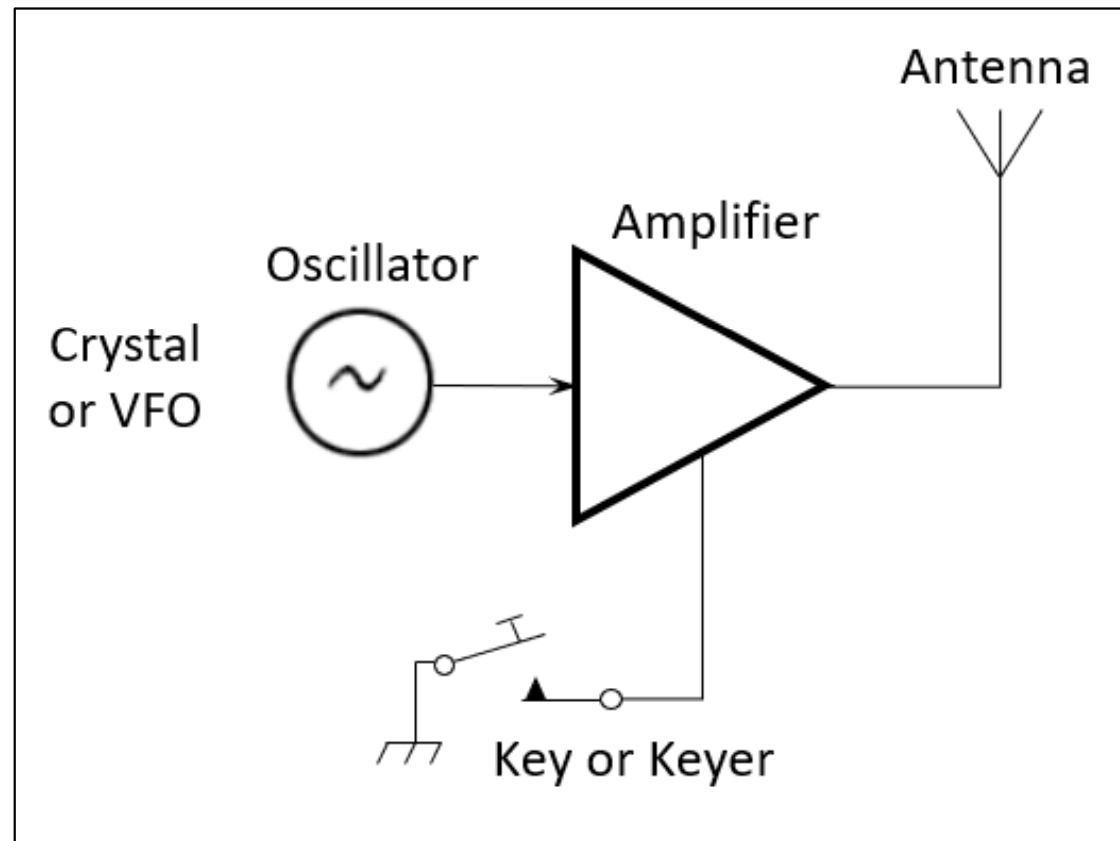 Antenna
Amplifier
Oscillator
Crystal
or VFO
Key or Keyer